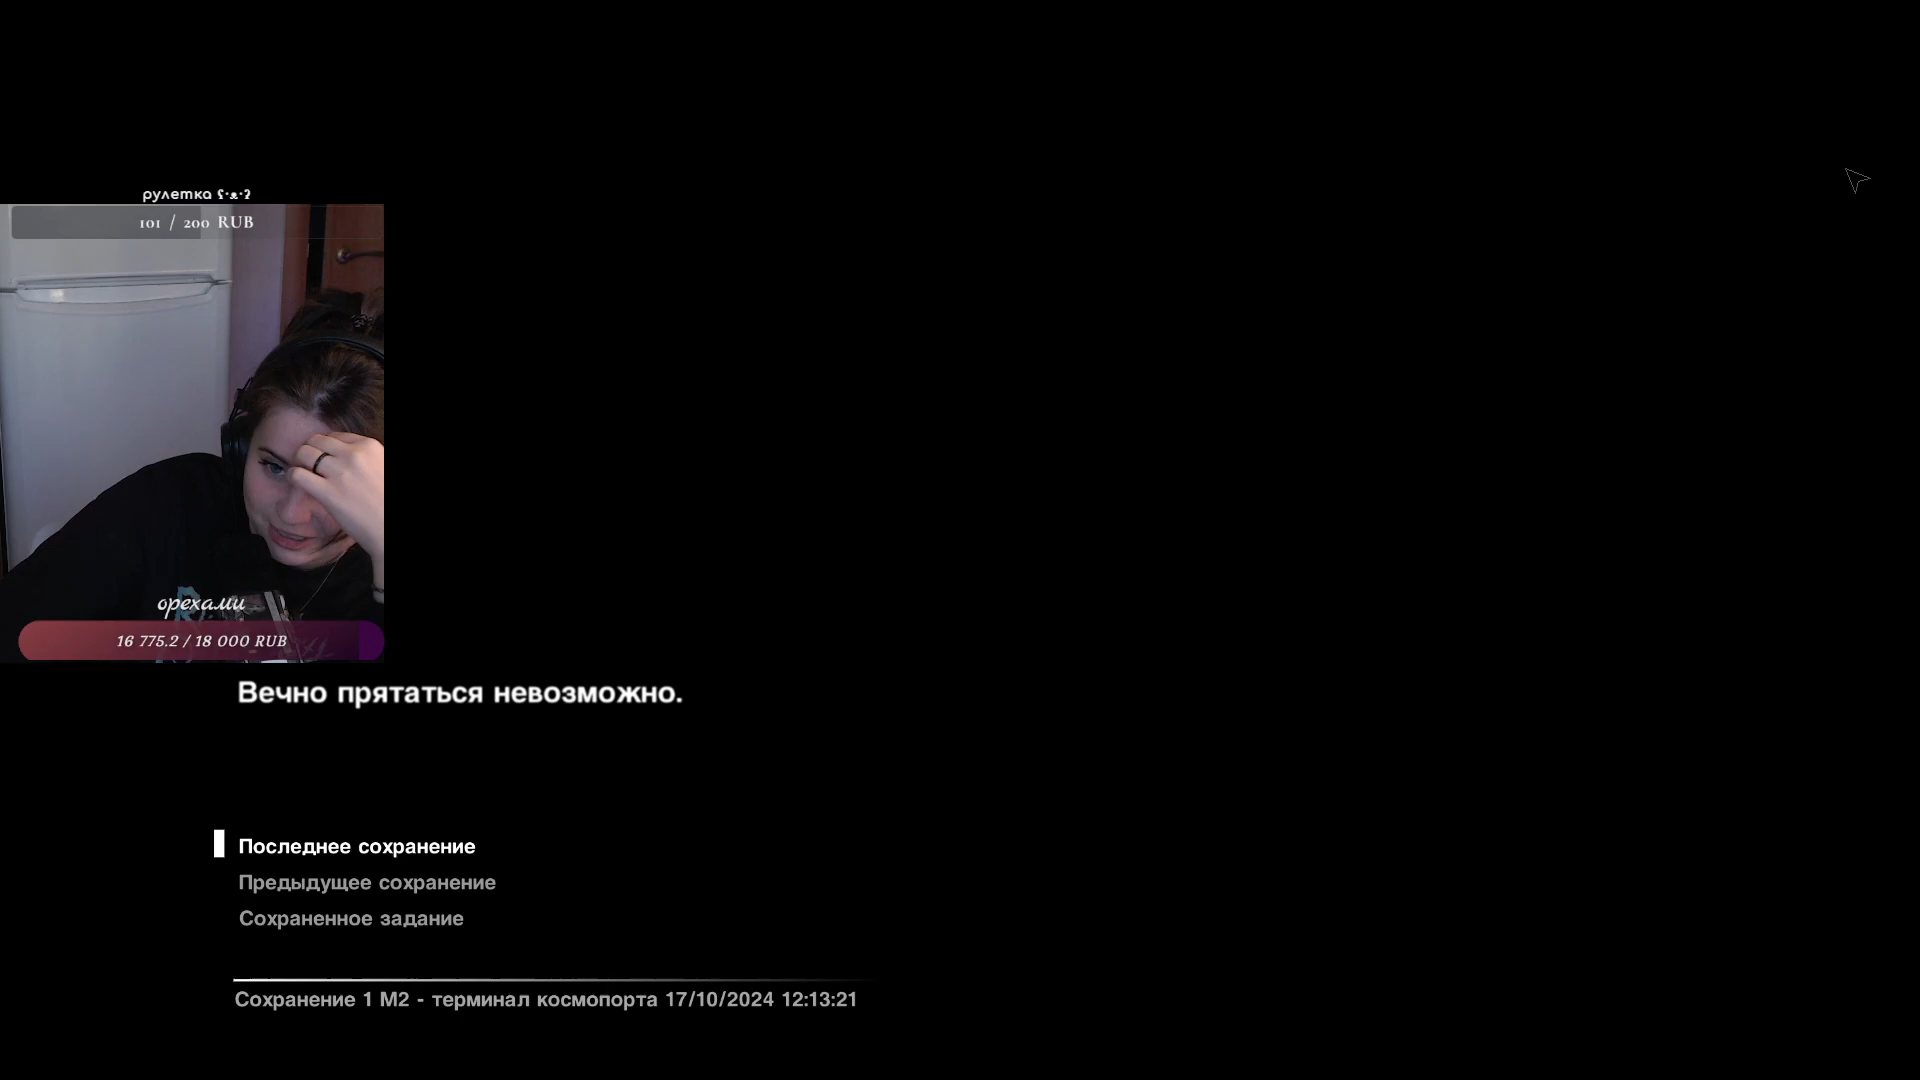 рулетка ʕ·ᴥ·ʔ
101 / 200 RUB
орехами
16 775.2 / 18 000 RUB
Вечно прятаться невозможно.
Последнее сохранение
Предыдущее сохранение
Сохраненное задание
Сохранение 1 М2 - терминал космопорта 17/10/2024 12:13:21